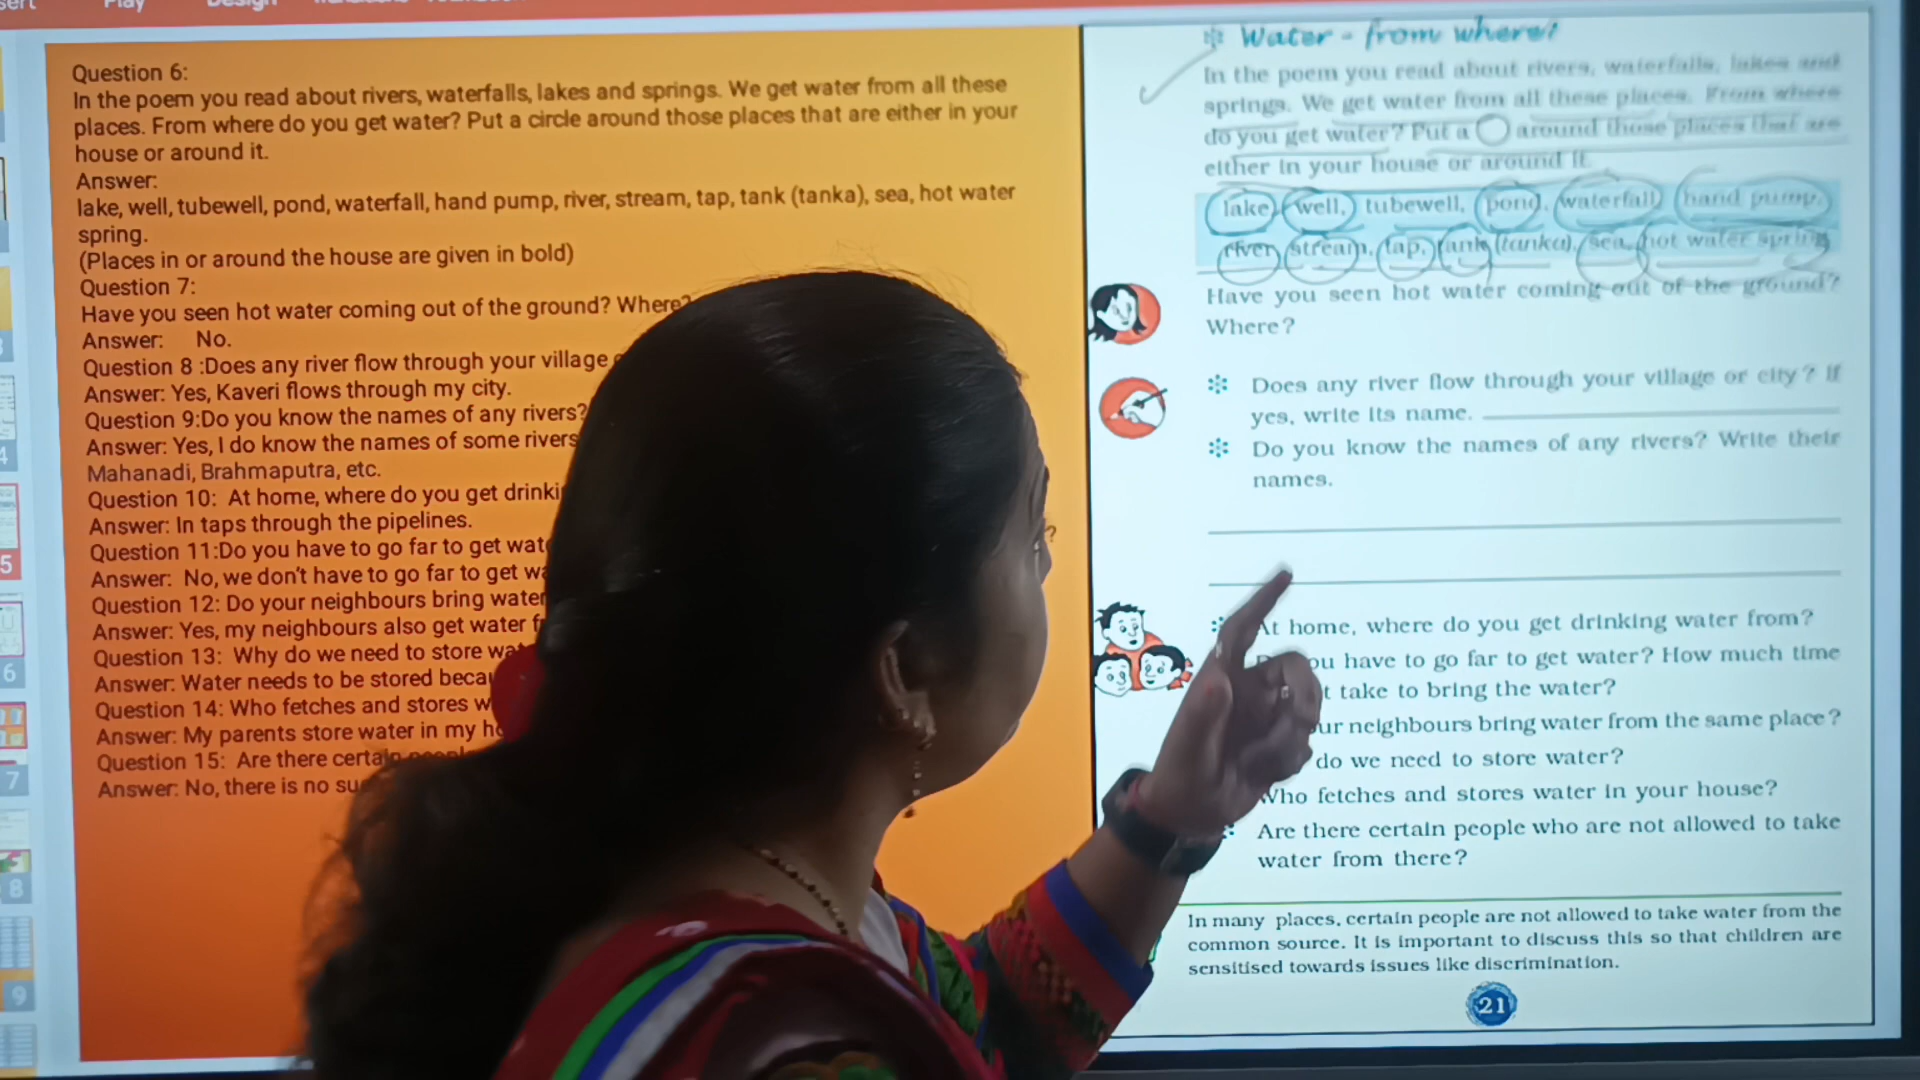 Play
Design
Question 6:
In the poem you read about rivers, waterfalls, lakes and springs. We get water from all these
places. From where do you get water? Put a circle around those places that are either in your
house or around it.
Answer:
lake, well, tubewell, pond, waterfall, hand pump, river, stream, tap, tank (tanka), sea, hot water
spring.
(Places in or around the house are given in bold)
Question 7:
Have you seen hot water coming out of the ground? Where?
Answer: No.
Question 8 :Does any river flow through your village
Answer: Yes, Kaveri flows through my city.
Question 9:Do you know the names of any rivers?
Answer: Yes, I do know the names of some rivers
Mahanadi, Brahmaputra, etc.
Question 10: At home, where do you get
Answer: In taps through the pipelines.
Question 11:Do you have to go far to get
Answer: No, we don't have to go far to get
Question 12: Do your neighbours bring water
Answer: Yes, my neighbours also get water
Question 13: Why do we need to store
Answer: Water needs to be stored
Question 14: Who fetches and stores
Answer: My parents store water in my
Question 15: Are there
Answer: No, there is no
5
6
7
8
9
Water - from where?
In the poem you read about rivers, waterfalls, lakes and
springs. We get water from all these places. From where
do you get water? Put a around those places that are
either in your house or around it.
lake, well, tubewell, pond, waterfall, hand pump,
river, stream, tap, tank (tanka), sea, hot water spring
Have you seen hot water coming out of the ground?
Where?
Does any river flow through your village or city? If
yes, write its name.
Do you know the names of any rivers? Write their
names.
At home, where do you get drinking water from?
have to go far to get water? How much time
take to bring the water?
neighbours bring water from the same place?
do we need to store water?
Who fetches and stores water in your house?
Are there certain people who are not allowed to take
water from there?
In many places, certain people are not allowed to take water from the
common source. It is important to discuss this so that children are
sensitised towards issues like discrimination.
21